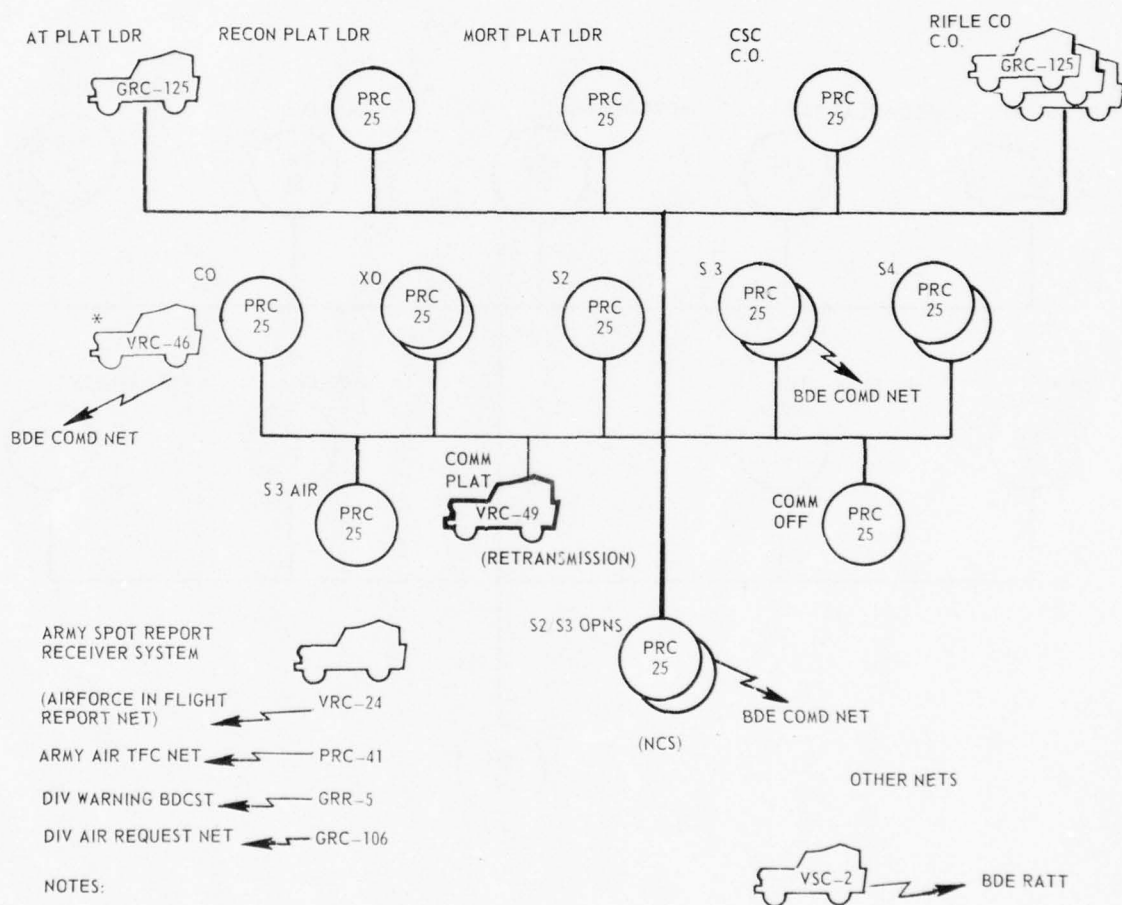 AT PLAT LDR
RECON PLAT LDR
MORT PLAT LDR
CSC
C.O.
RIFLE CO
C.O.
GRC-125
PRC
25
PRC
25
PRC
25
GRC-125
CO
PRC
25
XO
PRC
25
S2
PRC
25
S 3
PRC
25
S4
PRC
25
*
VRC-46
BDE COMD NET
BDE COMD NET
S3 AIR
PRC
25
COMM
PLAT
VRC-49
(RETRANSMISSION)
COMM
OFF
PRC
25
ARMY SPOT REPORT
RECEIVER SYSTEM
S2/S3 OPNS
PRC
25
(AIRFORCE IN FLIGHT
REPORT NET)
VRC-24
BDE COMD NET
(NCS)
ARMY AIR TFC NET
PRC-41
OTHER NETS
DIV WARNING BDCST
GRR-5
DIV AIR REQUEST NET
GRC-106
NOTES:
VSC-2
BDE RATT